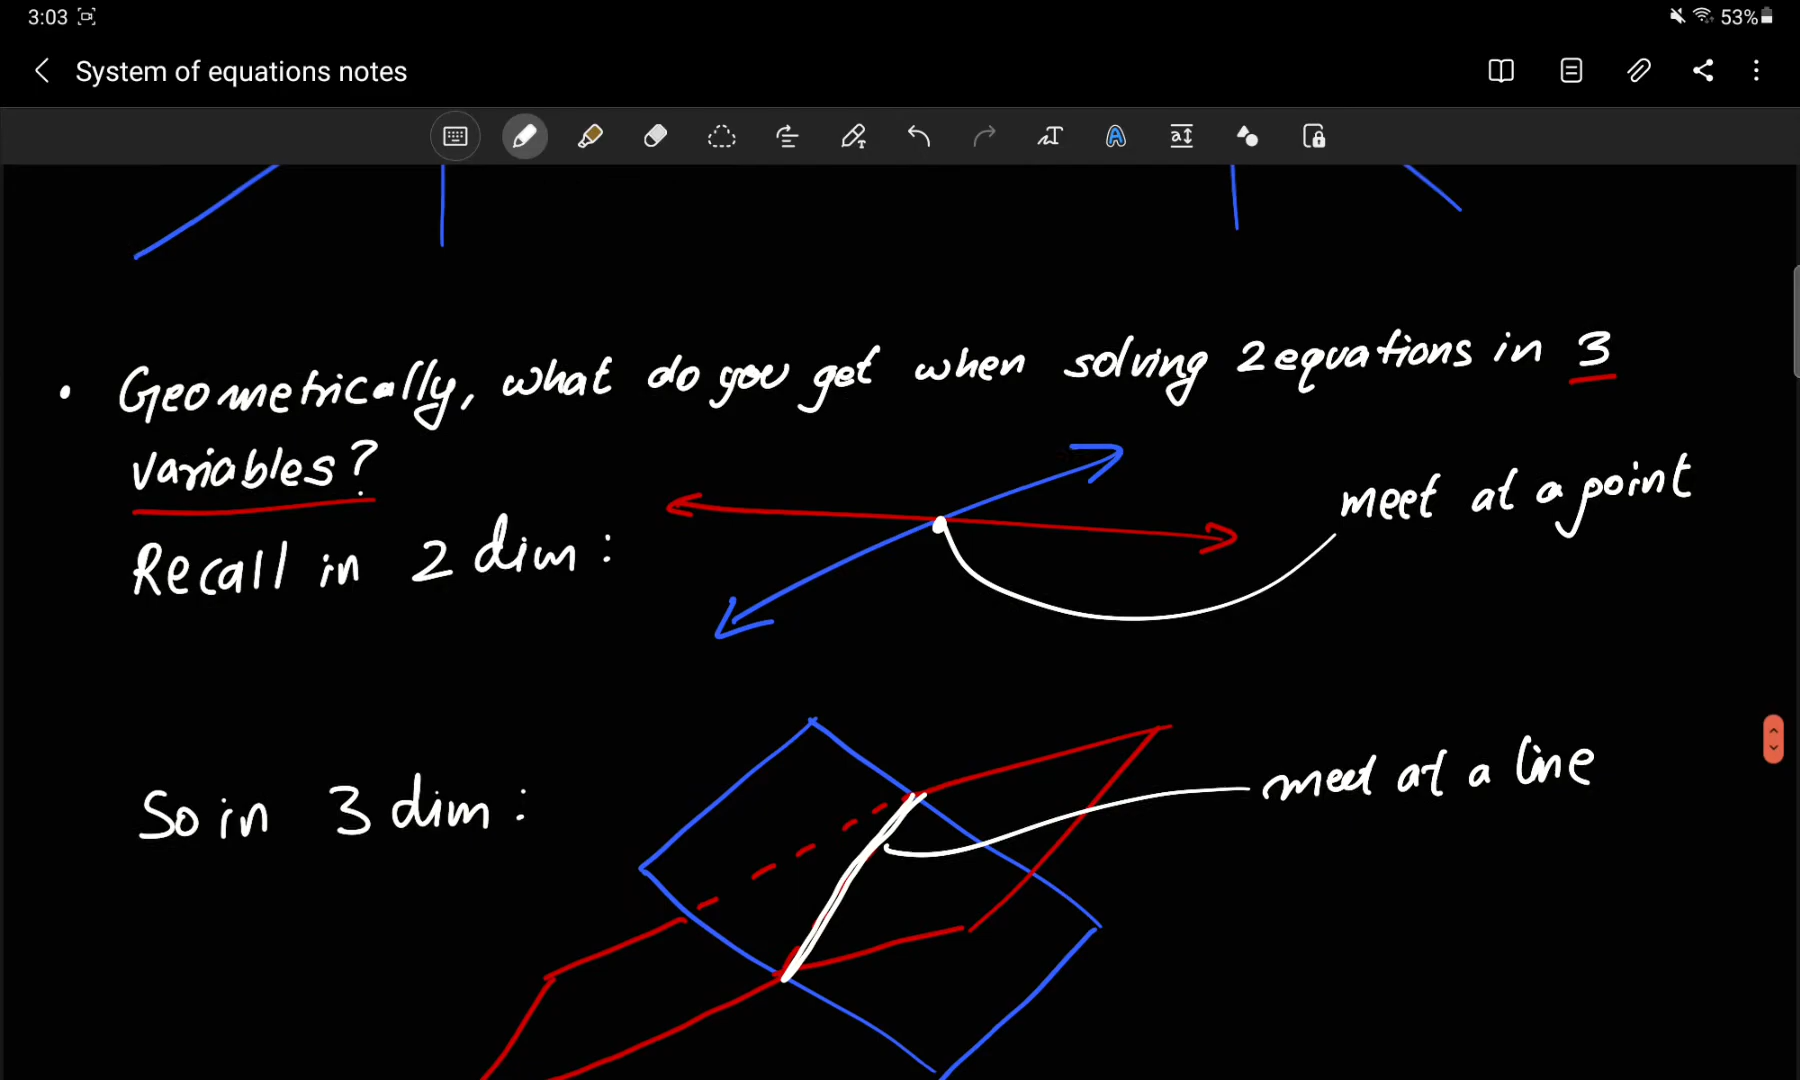 3:03
53%
System of equations notes
• Geometrically, what do you get when solving 2 equations in 3
variables?
meet at a point
Recall in 2 dim:
So in 3 dim:
meet at a line